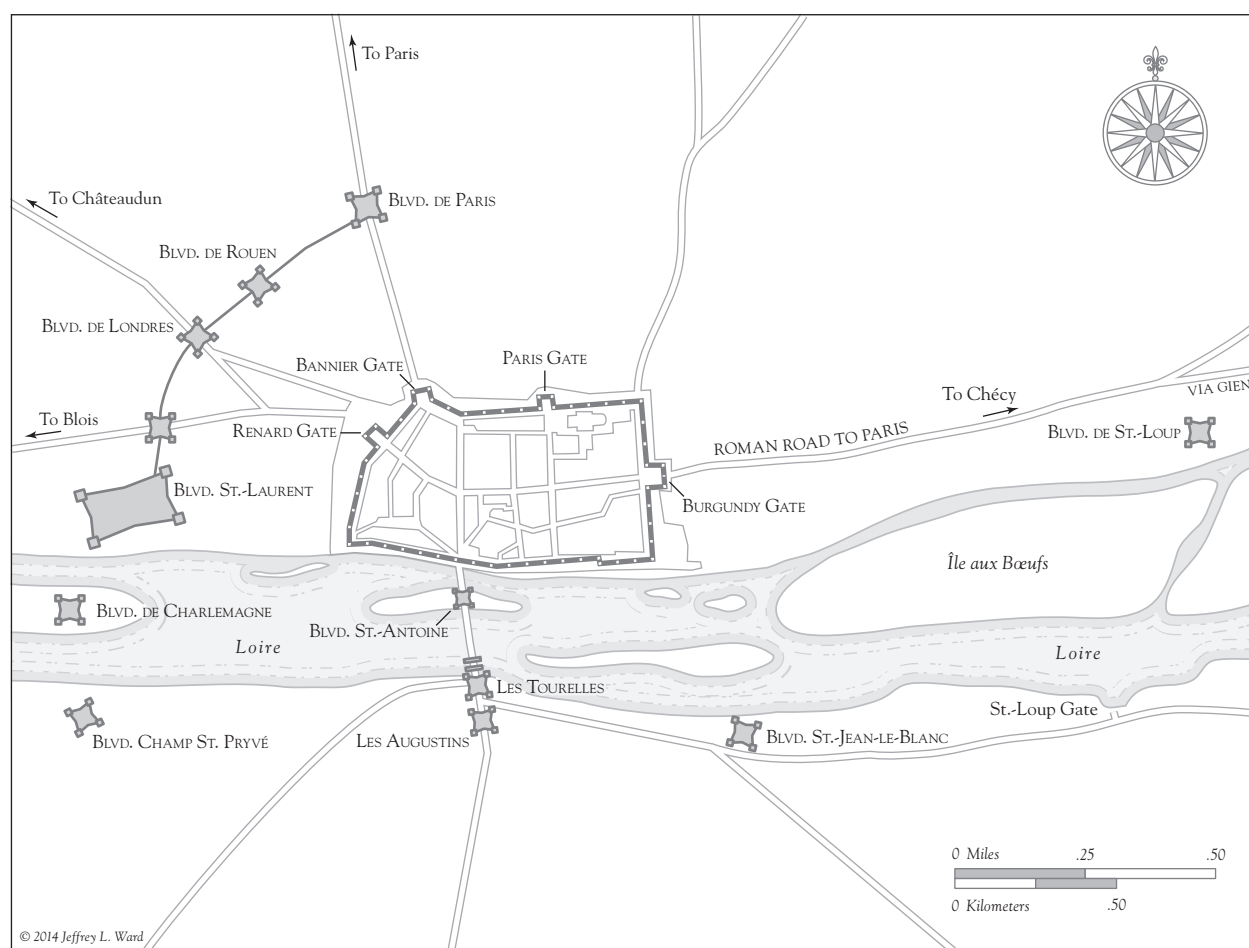 To Paris
To Châteaudun
BLVD. DE PARIS
BLVD. DE ROUEN
BLVD. DE LONDRES
BANNIER GATE
PARIS GATE
To Chécy
VIA GIEN
To Blois
RENARD GATE
ROMAN ROAD TO PARIS
BLVD. DE ST.-LOUP
BLVD. ST.-LAURENT
BURGUNDY GATE
Île aux Bœufs
BLVD. DE CHARLEMAGNE
BLVD. ST.-ANTOINE
Loire
Loire
LES TOURELLES
St.-Loup Gate
BLVD. CHAMP ST. PRYVÉ
LES AUGUSTINS
BLVD. ST.-JEAN-LE-BLANC
0 Miles .25 .50
0 Kilometers .50
© 2014 Jeffrey L. Ward